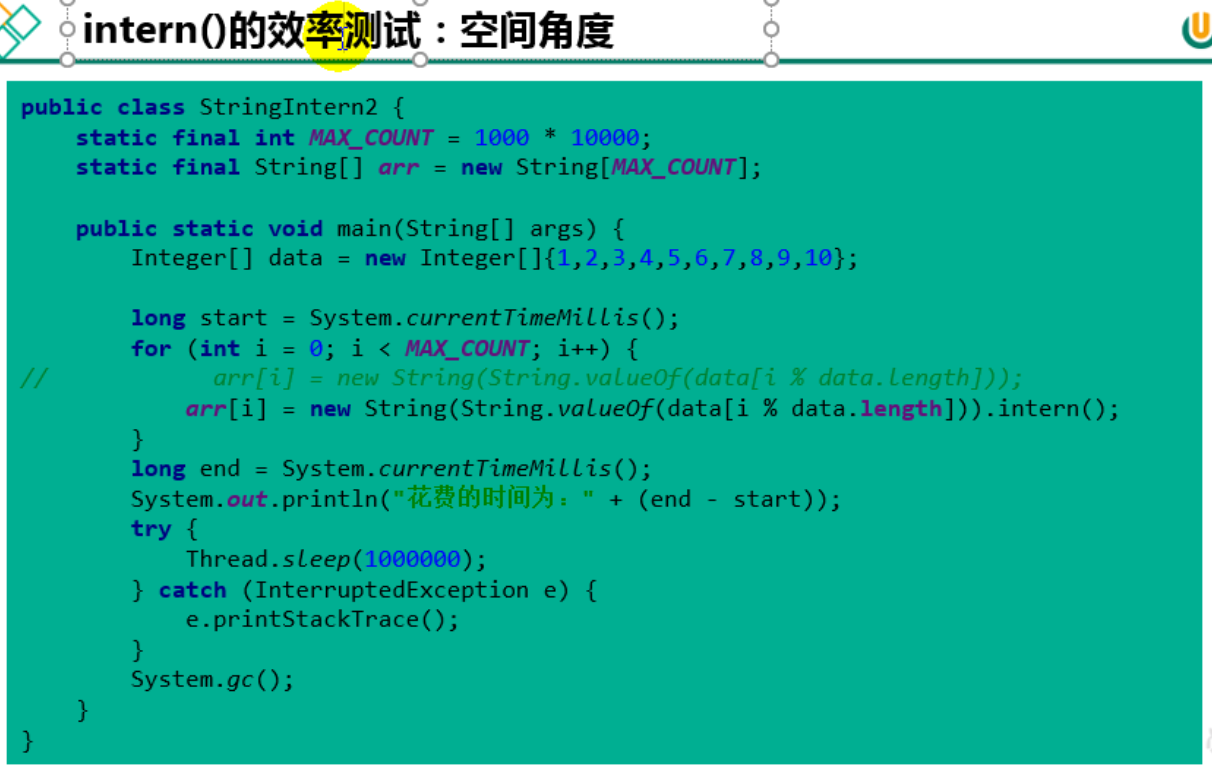 intern()的效率测试：空间角度
U
public class StringIntern2 {
    static final int MAX_COUNT = 1000 * 10000;
    static final String[] arr = new String[MAX_COUNT];

    public static void main(String[] args) {
        Integer[] data = new Integer[]{1,2,3,4,5,6,7,8,9,10};

        long start = System.currentTimeMillis();
        for (int i = 0; i < MAX_COUNT; i++) {
//            arr[i] = new String(String.valueOf(data[i % data.length]));
            arr[i] = new String(String.valueOf(data[i % data.length])).intern();
        }
        long end = System.currentTimeMillis();
        System.out.println("花费的时间为：" + (end - start));
        try {
            Thread.sleep(1000000);
        } catch (InterruptedException e) {
            e.printStackTrace();
        }
        System.gc();
    }
}